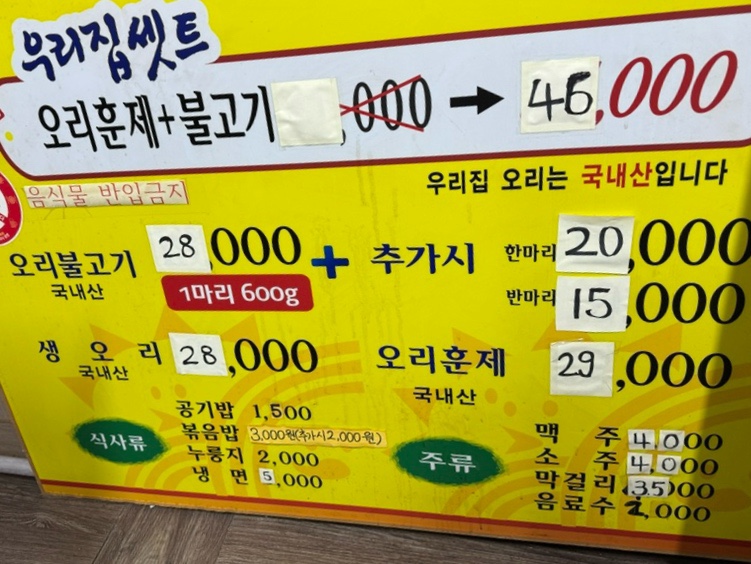 우리집쎗트
오리훈제+불고기 ,000 → 46,000
우리집 오리는 국내산입니다
음식물 반입금지
오리불고기 28,000 + 추가시 한마리 20,000
국내산 1마리 600g 반마리 15,000
생 오 리 28,000 오리훈제 29,000
국내산 국내산
식사류
공기밥 1,500
볶음밥 3,000원(추가시2,000원)
누룽지 2,000
냉 면 5,000
주류
맥 주 4,000
소 주 4,000
막걸리 3500
음료수 2,000